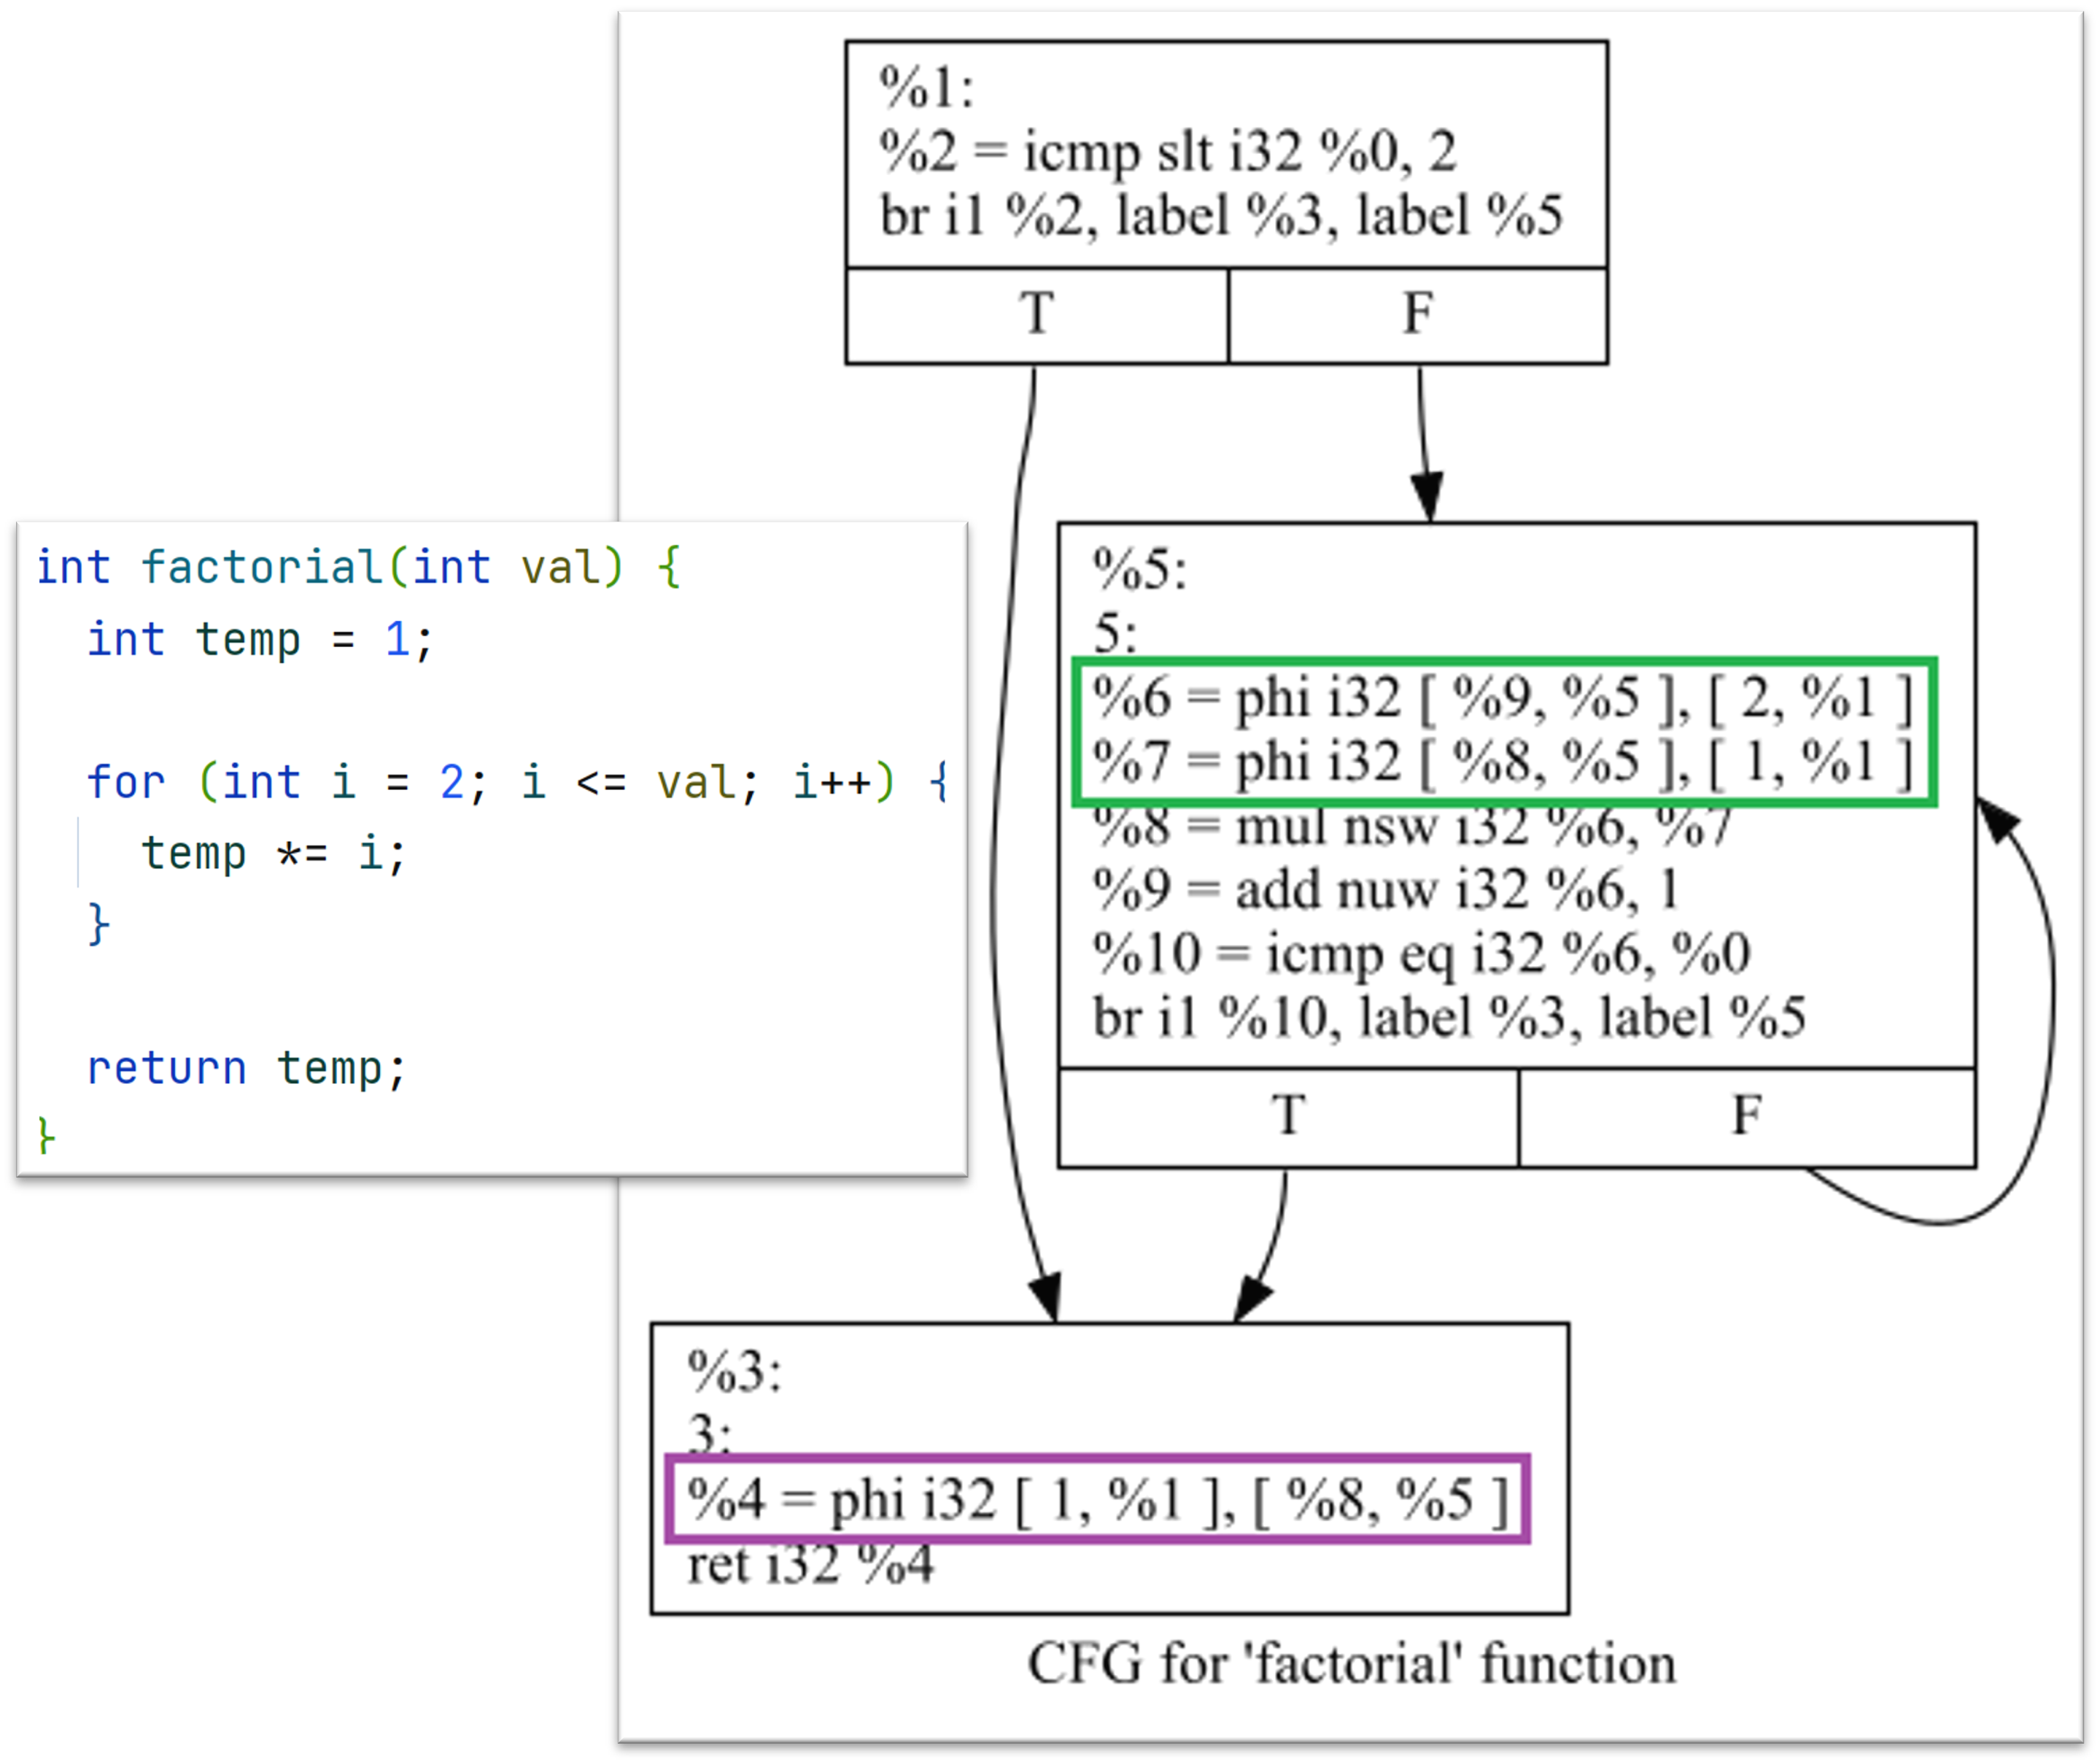 int factorial(int val) {
int temp = 1;
for (int i = 2; i <= val; i++) {
temp *= i;
}
return temp;
}
%1:
%2 = icmp slt i32 %0, 2
br i1 %2, label %3, label %5
T F
%5:
5:
%6 = phi i32 [ %9, %5 ], [ 2, %1 ]
%7 = phi i32 [ %8, %5 ], [ 1, %1 ]
%8 = mul nsw i32 %6, %7
%9 = add nuw i32 %6, 1
%10 = icmp eq i32 %6, %0
br i1 %10, label %3, label %5
T F
%3:
3:
%4 = phi i32 [ 1, %1 ], [ %8, %5 ]
ret i32 %4
CFG for 'factorial' function